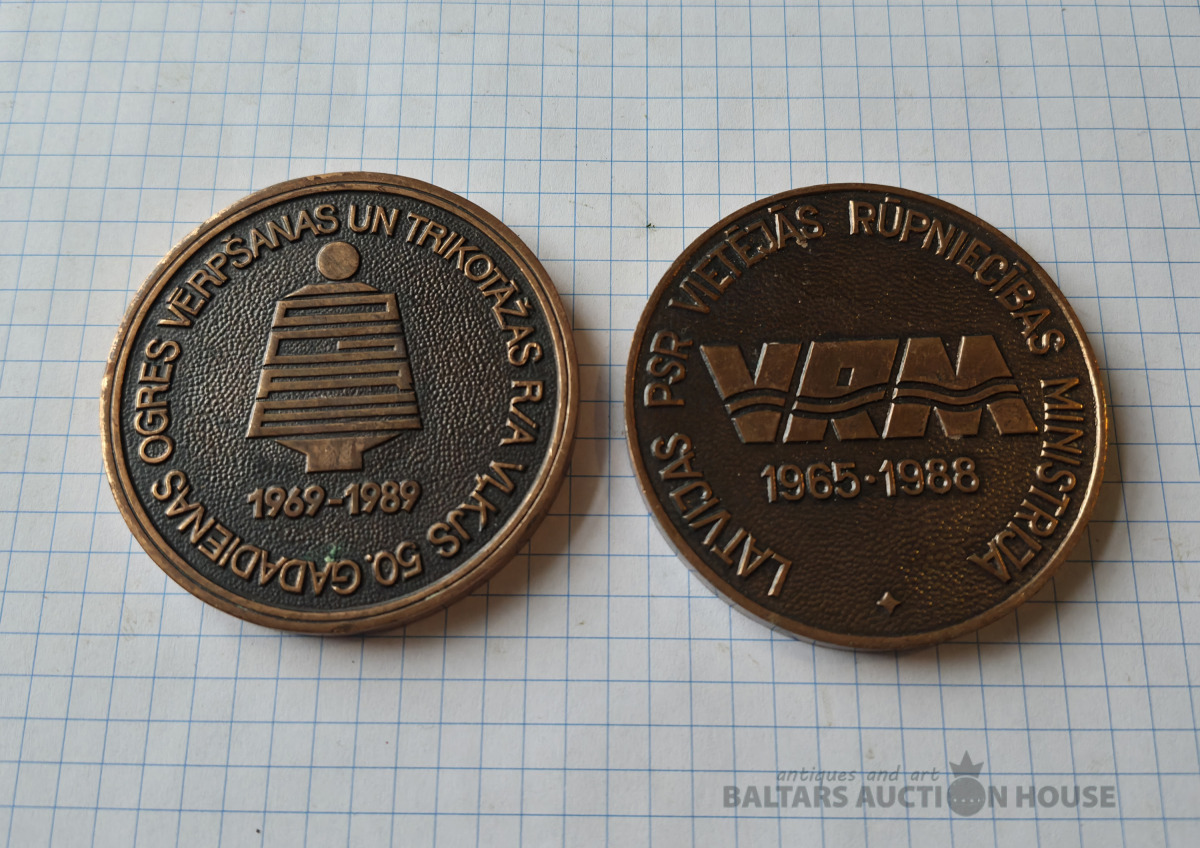 OGRES VĒRPŠANAS UN TRIKOTĀŽAS R/A VĻKJS 50. GADADIENAS
1969-1989
LATVIJAS PSR VIETĒJĀS RŪPNIECĪBAS MINISTRIJA
VRM
1965·1988
antiques and art
BALTARS AUCTION HOUSE